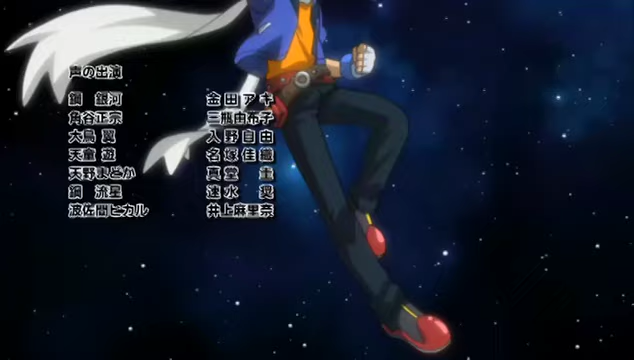 声の出演
鋼 銀河 金田アキ
角谷正宗 三瓶由布子
大鳥 翼 入野自由
天童 遊 名塚佳織
天野まどか 真堂 圭
鋼 流星 速水 奨
波佐間ヒカル 井上麻里奈